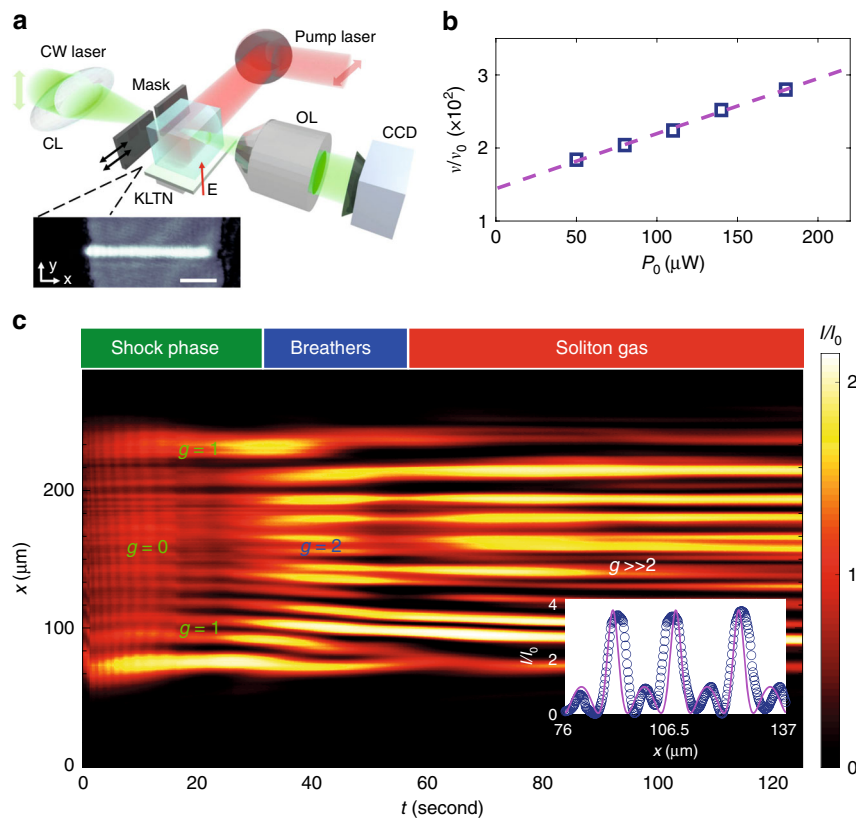 a
CW laser
Mask
Pump laser
OL
CCD
CL
E
KLTN
y
x
b
ν/ν₀ (×10²)
3
2
1
0
50
100
150
200
P₀ (μW)
c
Shock phase
Breathers
Soliton gas
I/I₀
2
1
0
g = 1
g = 0
g = 2
g >>2
g = 1
x (μm)
200
100
0
0
20
40
60
80
100
120
t (second)
I/I₀
4
2
0
76
106.5
137
x (μm)